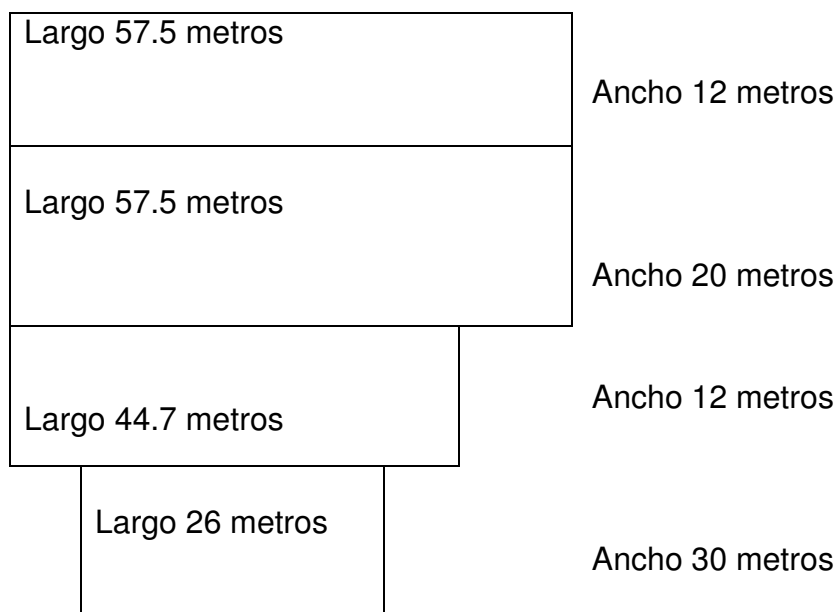 Largo 57.5 metros
Ancho 12 metros
Largo 57.5 metros
Ancho 20 metros
Ancho 12 metros
Largo 44.7 metros
Largo 26 metros
Ancho 30 metros